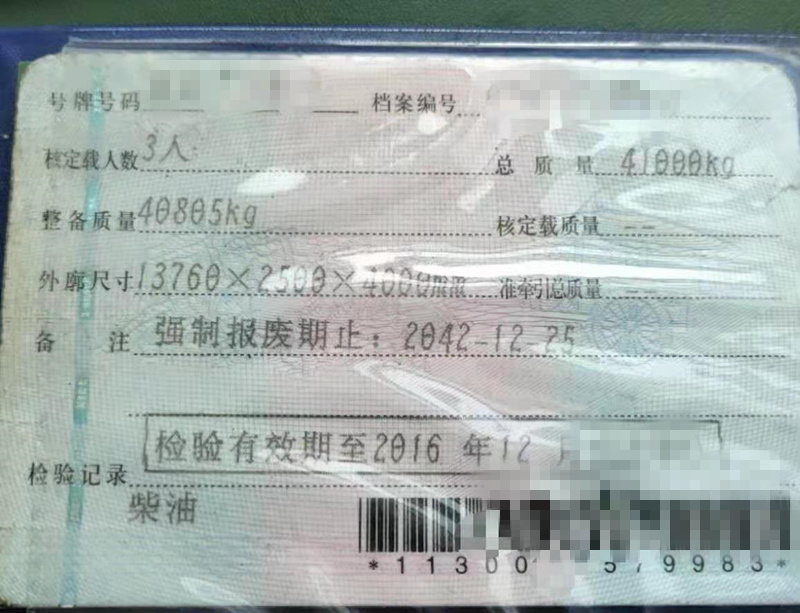 号牌号码 档案编号
核定载人数 3人 总质量 41000kg
整备质量 40805kg 核定载质量 --
外廓尺寸 13760×2500×4000mm 准牵引总质量 --
备注 强制报废期止：2042-12-25
检验记录 检验有效期至2016 年12
柴油
*11300 579983*